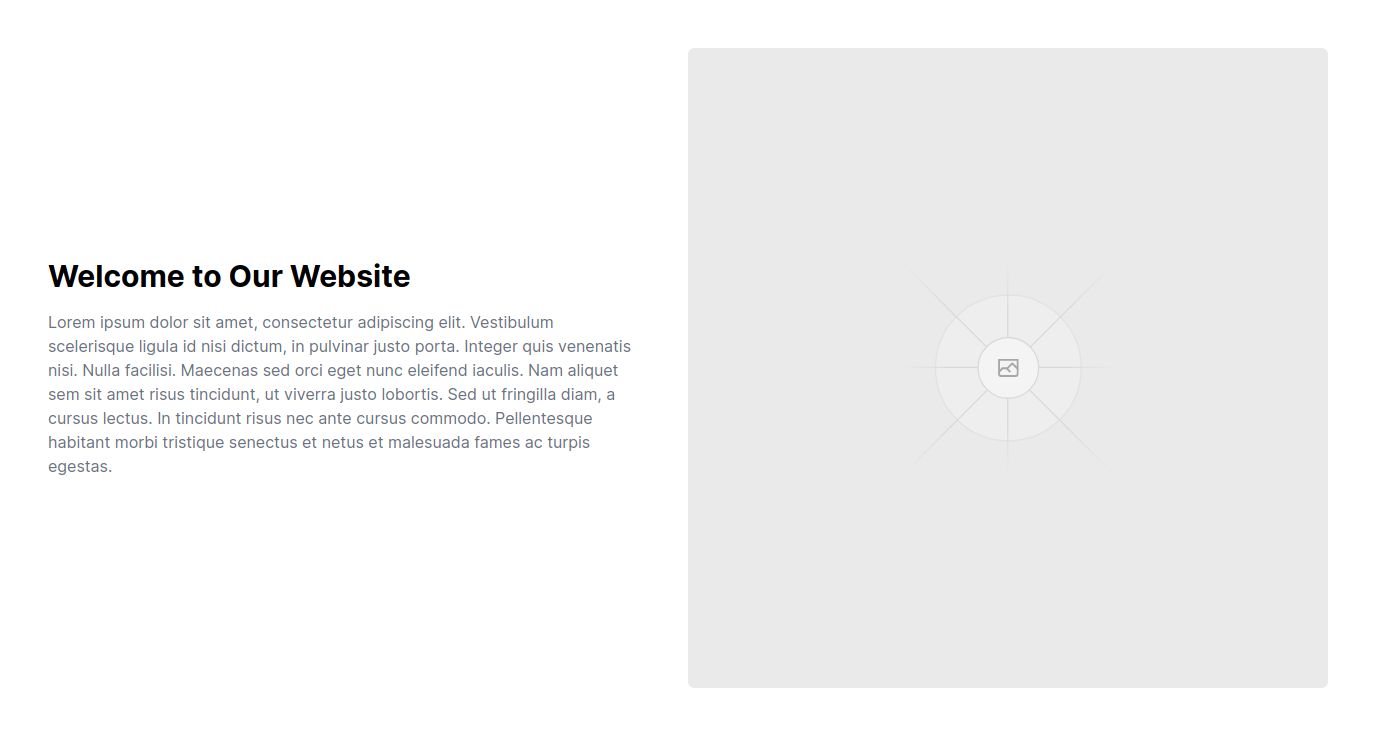 Welcome to Our Website
Lorem ipsum dolor sit amet, consectetur adipiscing elit. Vestibulum
scelerisque ligula id nisi dictum, in pulvinar justo porta. Integer quis venenatis
nisi. Nulla facilisi. Maecenas sed orci eget nunc eleifend iaculis. Nam aliquet
sem sit amet risus tincidunt, ut viverra justo lobortis. Sed ut fringilla diam, a
cursus lectus. In tincidunt risus nec ante cursus commodo. Pellentesque
habitant morbi tristique senectus et netus et malesuada fames ac turpis
egestas.